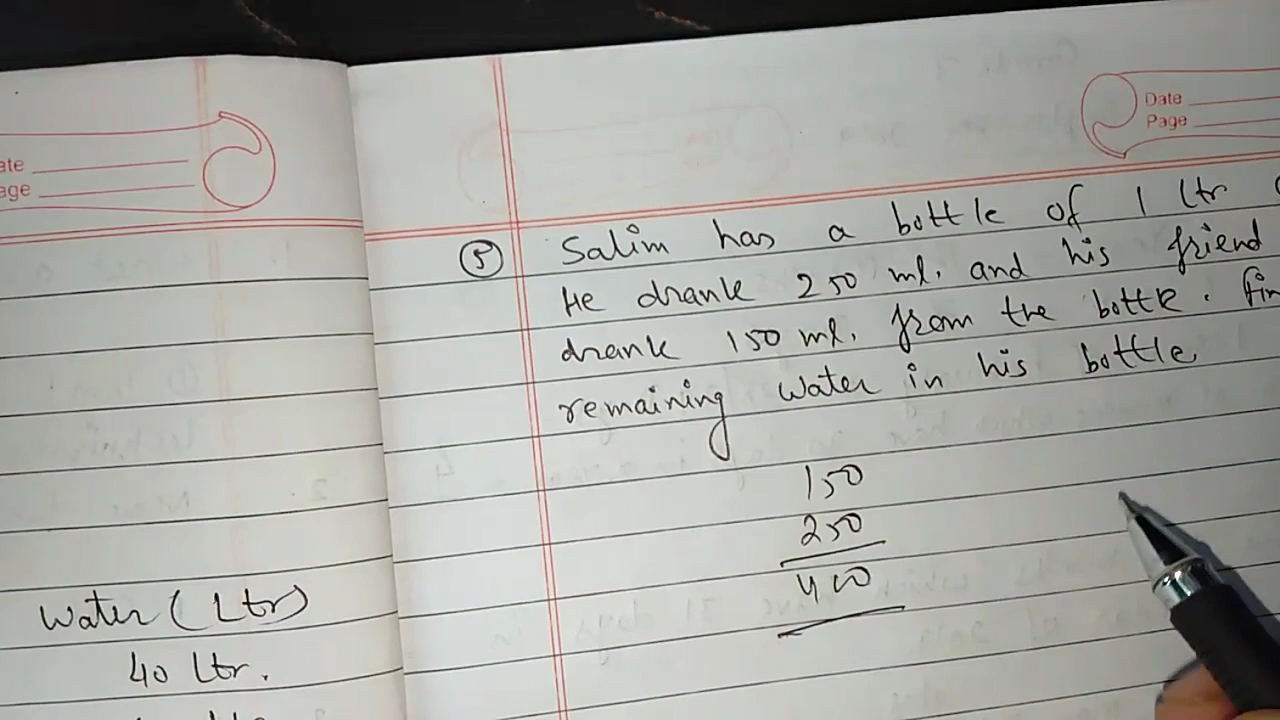 Date
Page
ate
age
⑤ Salim has a bottle of 1 ltr
He drank 250 ml. and his friend
drank 150 ml. from the bottle.
remaining water in his bottle
150
250
400
Water (Ltr)
40 ltr.